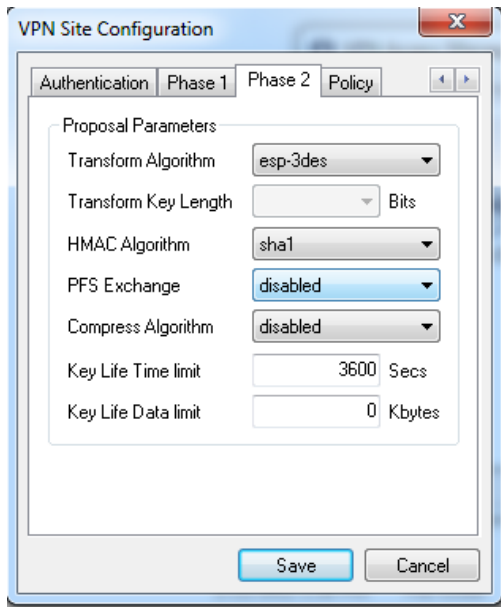 VPN Site Configuration
Authentication Phase 1 Phase 2 Policy
Proposal Parameters
Transform Algorithm esp-3des
Transform Key Length Bits
HMAC Algorithm sha1
PFS Exchange disabled
Compress Algorithm disabled
Key Life Time limit 3600 Secs
Key Life Data limit 0 Kbytes
Save Cancel